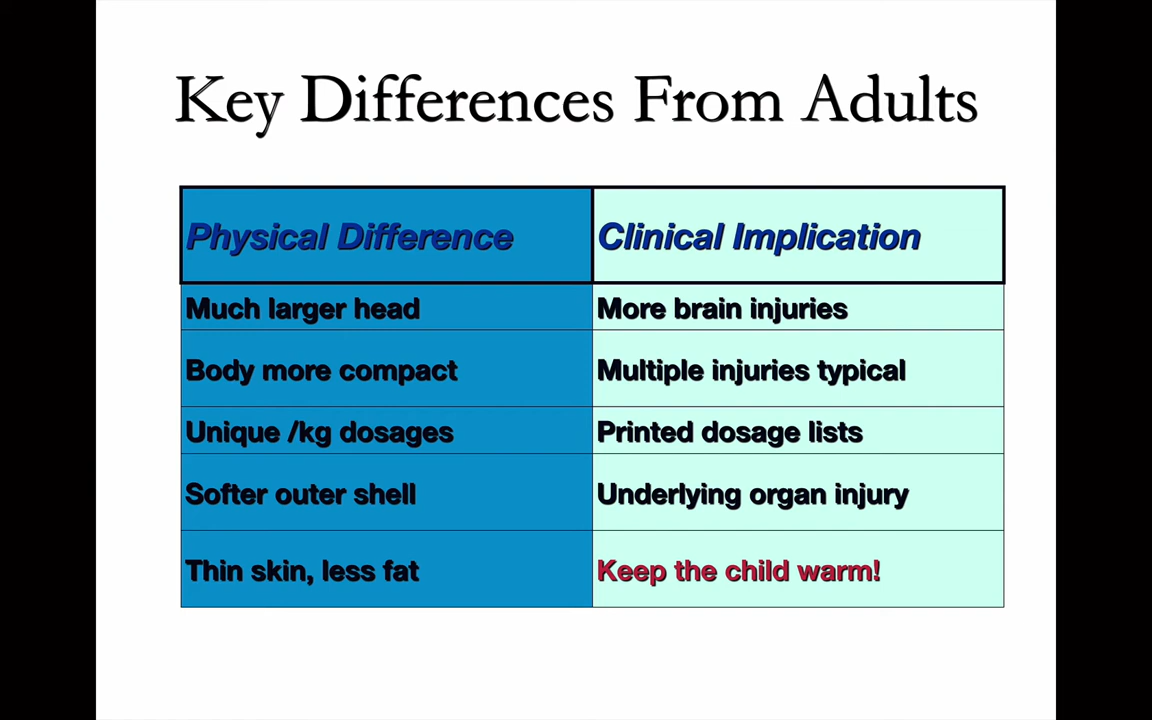 Key Differences From Adults
Physical Difference
Clinical Implication
Much larger head
More brain injuries
Body more compact
Multiple injuries typical
Unique /kg dosages
Printed dosage lists
Softer outer shell
Underlying organ injury
Thin skin, less fat
Keep the child warm!